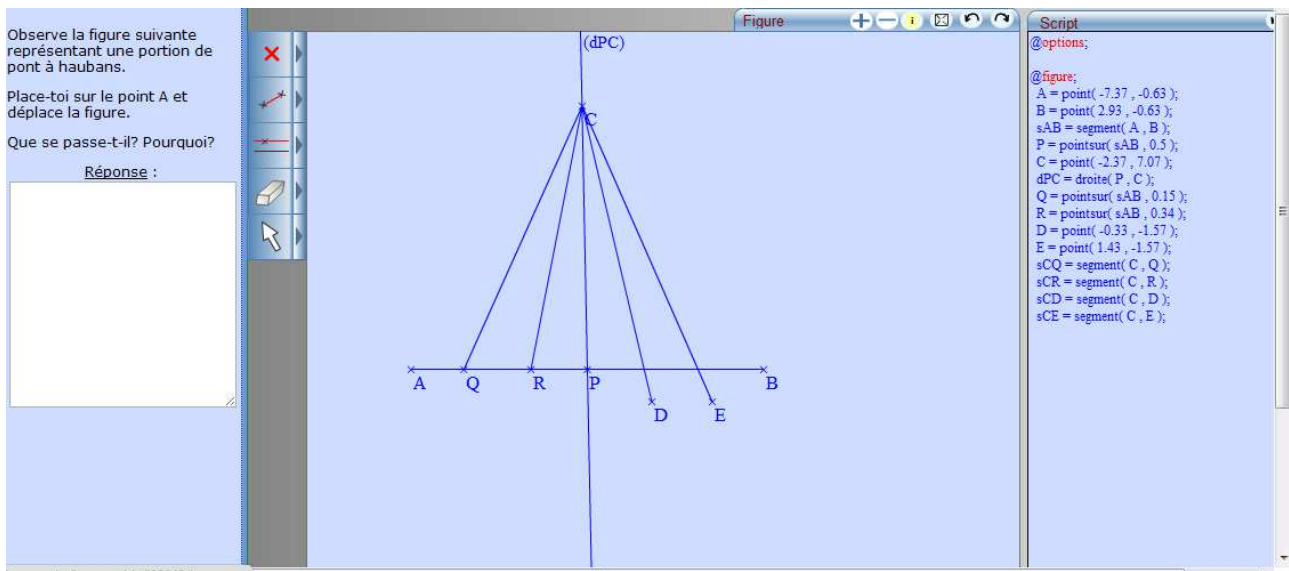 Observe la figure suivante
représentant une portion de
pont à haubans.
Place-toi sur le point A et
déplace la figure.
Que se passe-t-il? Pourquoi?
Réponse :
Figure
i
(dPC)
C
A
Q
R
P
B
D
E
Script
@options;
@figure;
A = point( -7.37 , -0.63 );
B = point( 2.93 , -0.63 );
sAB = segment( A , B );
P = pointsur( sAB , 0.5 );
C = point( -2.37 , 7.07 );
dPC = droite( P , C );
Q = pointsur( sAB , 0.15 );
R = pointsur( sAB , 0.34 );
D = point( -0.33 , -1.57 );
E = point( 1.43 , -1.57 );
sCQ = segment( C , Q );
sCR = segment( C , R );
sCD = segment( C , D );
sCE = segment( C , E );